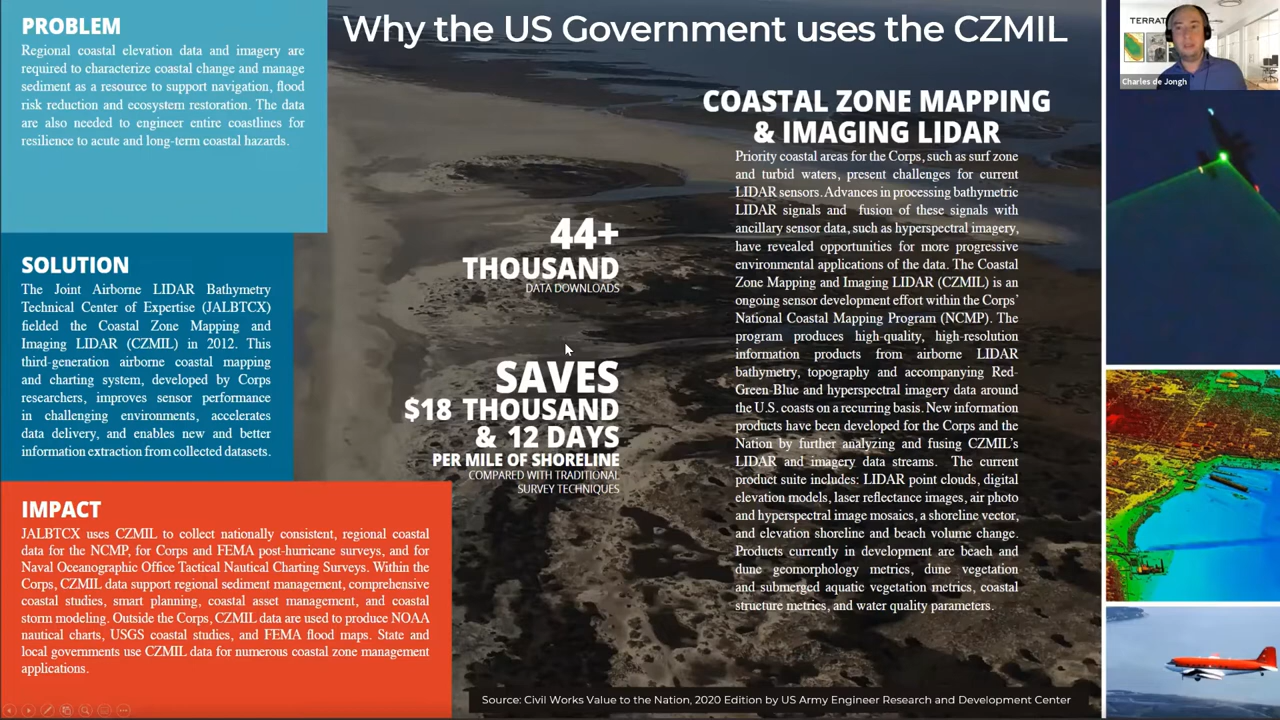 Why the US Government uses the CZMIL
PROBLEM
Regional coastal elevation data and imagery are
required to characterize coastal change and manage
sediment as a resource to support navigation, flood
risk reduction and ecosystem restoration. The data
are also needed to engineer entire coastlines for
resilience to acute and long-term coastal hazards.
SOLUTION
The Joint Airborne LIDAR Bathymetry
Technical Center of Expertise (JALBTCX)
fielded the Coastal Zone Mapping and
Imaging LIDAR (CZMIL) in 2012. This
third-generation airborne coastal mapping
and charting system, developed by Corps
researchers, improves sensor performance
in challenging environments, accelerates
data delivery, and enables new and better
information extraction from collected datasets.
IMPACT
JALBTCX uses CZMIL to collect nationally consistent, regional coastal
data for the NCMP, for Corps and FEMA post-hurricane surveys, and for
Naval Oceanographic Office Tactical Nautical Charting Surveys. Within the
Corps, CZMIL data support regional sediment management, comprehensive
coastal studies, smart planning, coastal asset management, and coastal
storm modeling. Outside the Corps, CZMIL data are used to produce NOAA
nautical charts, USGS coastal studies, and FEMA flood maps. State and
local governments use CZMIL data for numerous coastal zone management
applications.
44+
THOUSAND
DATA DOWNLOADS
SAVES
$18 THOUSAND
& 12 DAYS
PER MILE OF SHORELINE
COMPARED WITH TRADITIONAL
SURVEY TECHNIQUES
COASTAL ZONE MAPPING
& IMAGING LIDAR
Priority coastal areas for the Corps, such as surf zone
and turbid waters, present challenges for current
LIDAR sensors. Advances in processing bathymetric
LIDAR signals and fusion of these signals with
ancillary sensor data, such as hyperspectral imagery,
have revealed opportunities for more progressive
environmental applications of the data. The Coastal
Zone Mapping and Imaging LIDAR (CZMIL) is an
ongoing sensor development effort within the Corps'
National Coastal Mapping Program (NCMP). The
program produces high-quality, high-resolution
information products from airborne LIDAR
bathymetry, topography and accompanying Red-
Green-Blue and hyperspectral imagery data around
the U.S. coasts on a recurring basis. New information
products have been developed for the Corps and the
Nation by further analyzing and fusing CZMIL's
LIDAR and imagery data streams. The current
product suite includes: LIDAR point clouds, digital
elevation models, laser reflectance images, air photo
and hyperspectral image mosaics, a shoreline vector,
and elevation shoreline and beach volume change.
Products currently in development are beach and
dune geomorphology metrics, dune vegetation
and submerged aquatic vegetation metrics, coastal
structure metrics, and water quality parameters.
Source: Civil Works Value to the Nation, 2020 Edition by US Army Engineer Research and Development Center
TERRAT
Charles de Jongh